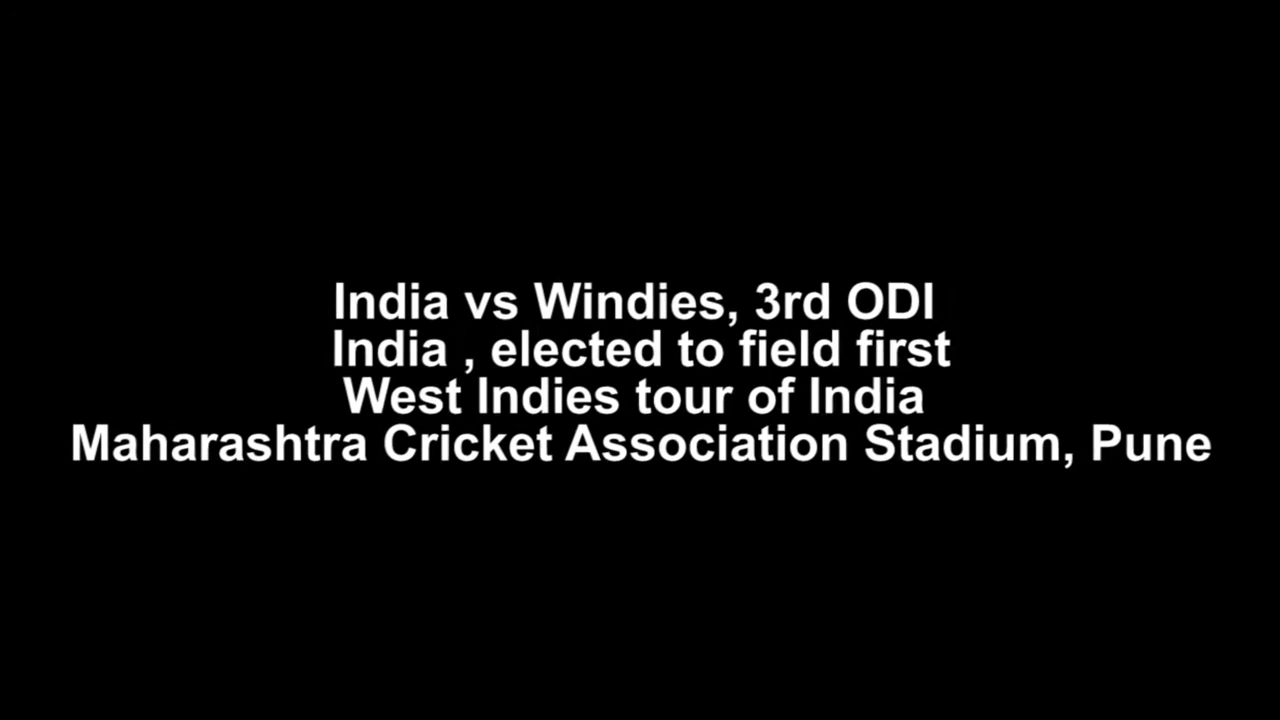 India vs Windies, 3rd ODI
India , elected to field first
West Indies tour of India
Maharashtra Cricket Association Stadium, Pune